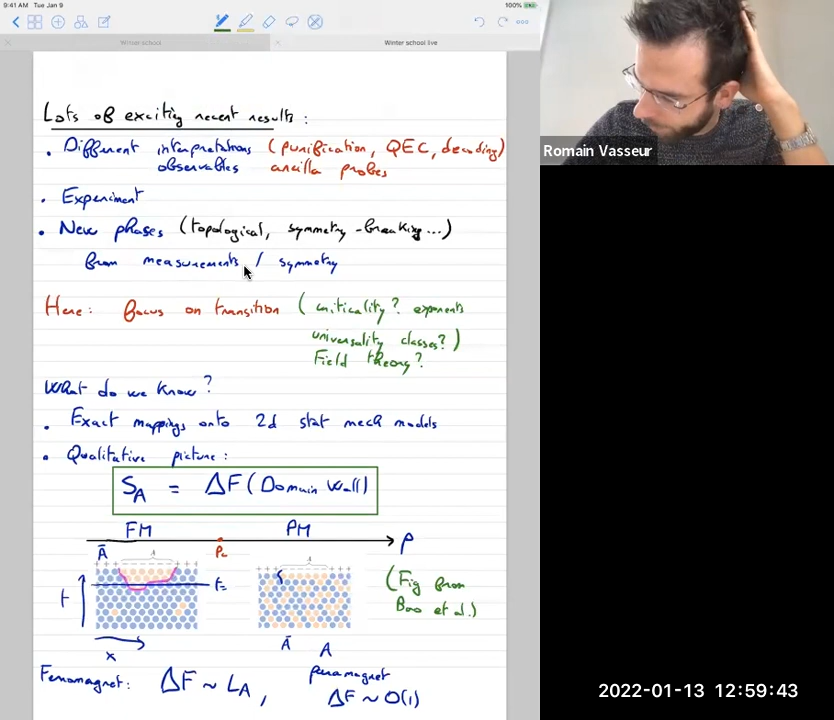 9:41 AM Tue Jan 9
100%
Winter school
Winter school live
Lots of exciting recent results :
• Different interpretations (purification, QEC, decoding)
observables ancilla probes
• Experiment
• New phases (topological, symmetry-breaking...)
from measurements / symmetry
Here: focus on transition (criticality? exponents
universality classes?)
Field theory?
What do we know?
• Exact mappings onto 2d stat mech models
• Qualitative picture:
S_A = ΔF (Domain Wall)
FM PM
P_c p
Ā A A
t t=
(Fig from
Bao et al.)
x Ā A
Ferromagnet: ΔF ~ L_A, paramagnet
ΔF ~ O(1)
Romain Vasseur
2022-01-13 12:59:43